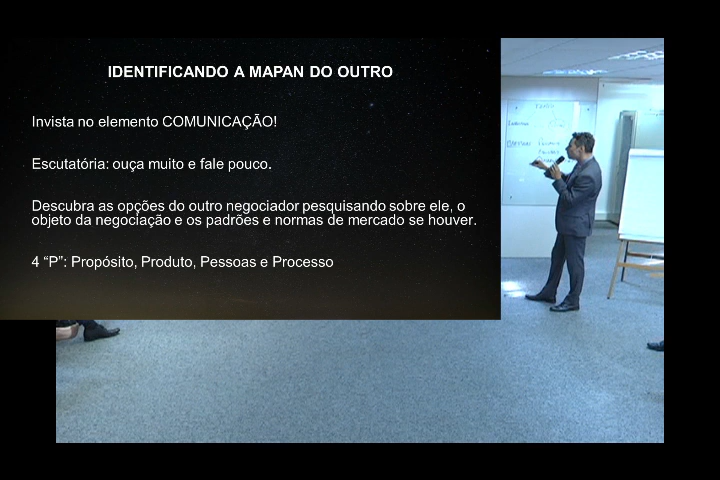 IDENTIFICANDO A MAPAN DO OUTRO
Invista no elemento COMUNICAÇÃO!
Escutatória: ouça muito e fale pouco.
Descubra as opções do outro negociador pesquisando sobre ele, o
objeto da negociação e os padrões e normas de mercado se houver.
4 “P”: Propósito, Produto, Pessoas e Processo